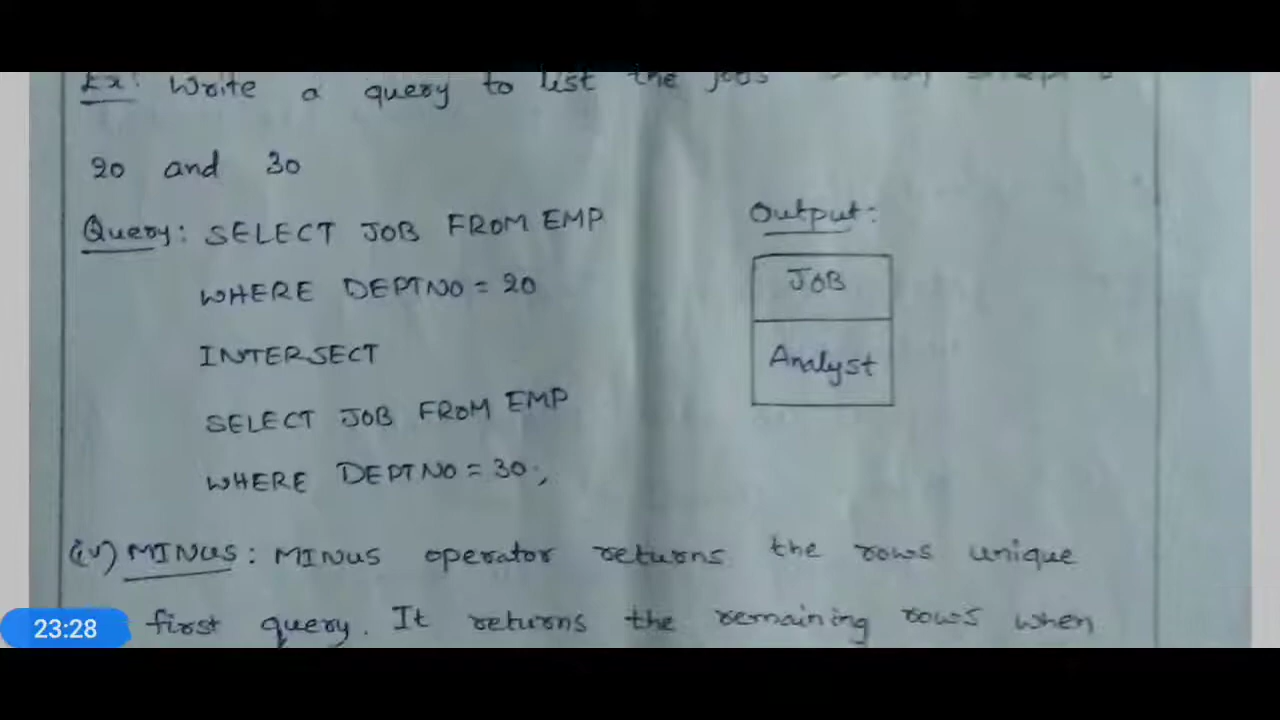 Ex: Write a query to list the jobs
20 and 30
Query: SELECT JOB FROM EMP
WHERE DEPTNO = 20
INTERSECT
SELECT JOB FROM EMP
WHERE DEPTNO = 30;
Output:
JOB
Analyst
(iv) MINUS: MINUS operator returns the rows unique
first query. It returns the remaining rows when
23:28